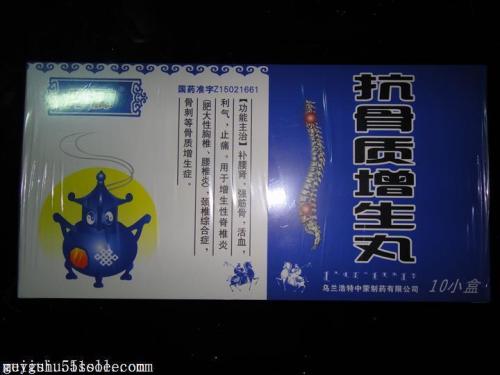 国药准字Z15021661
【功能主治】补腰肾，强筋骨，活血，
利气，止痛。用于增生性脊椎炎
（肥大性胸椎、腰椎炎），颈椎综合症，
骨刺等骨质增生症。
抗骨质增生丸
乌兰浩特中蒙制药有限公司
10小盒